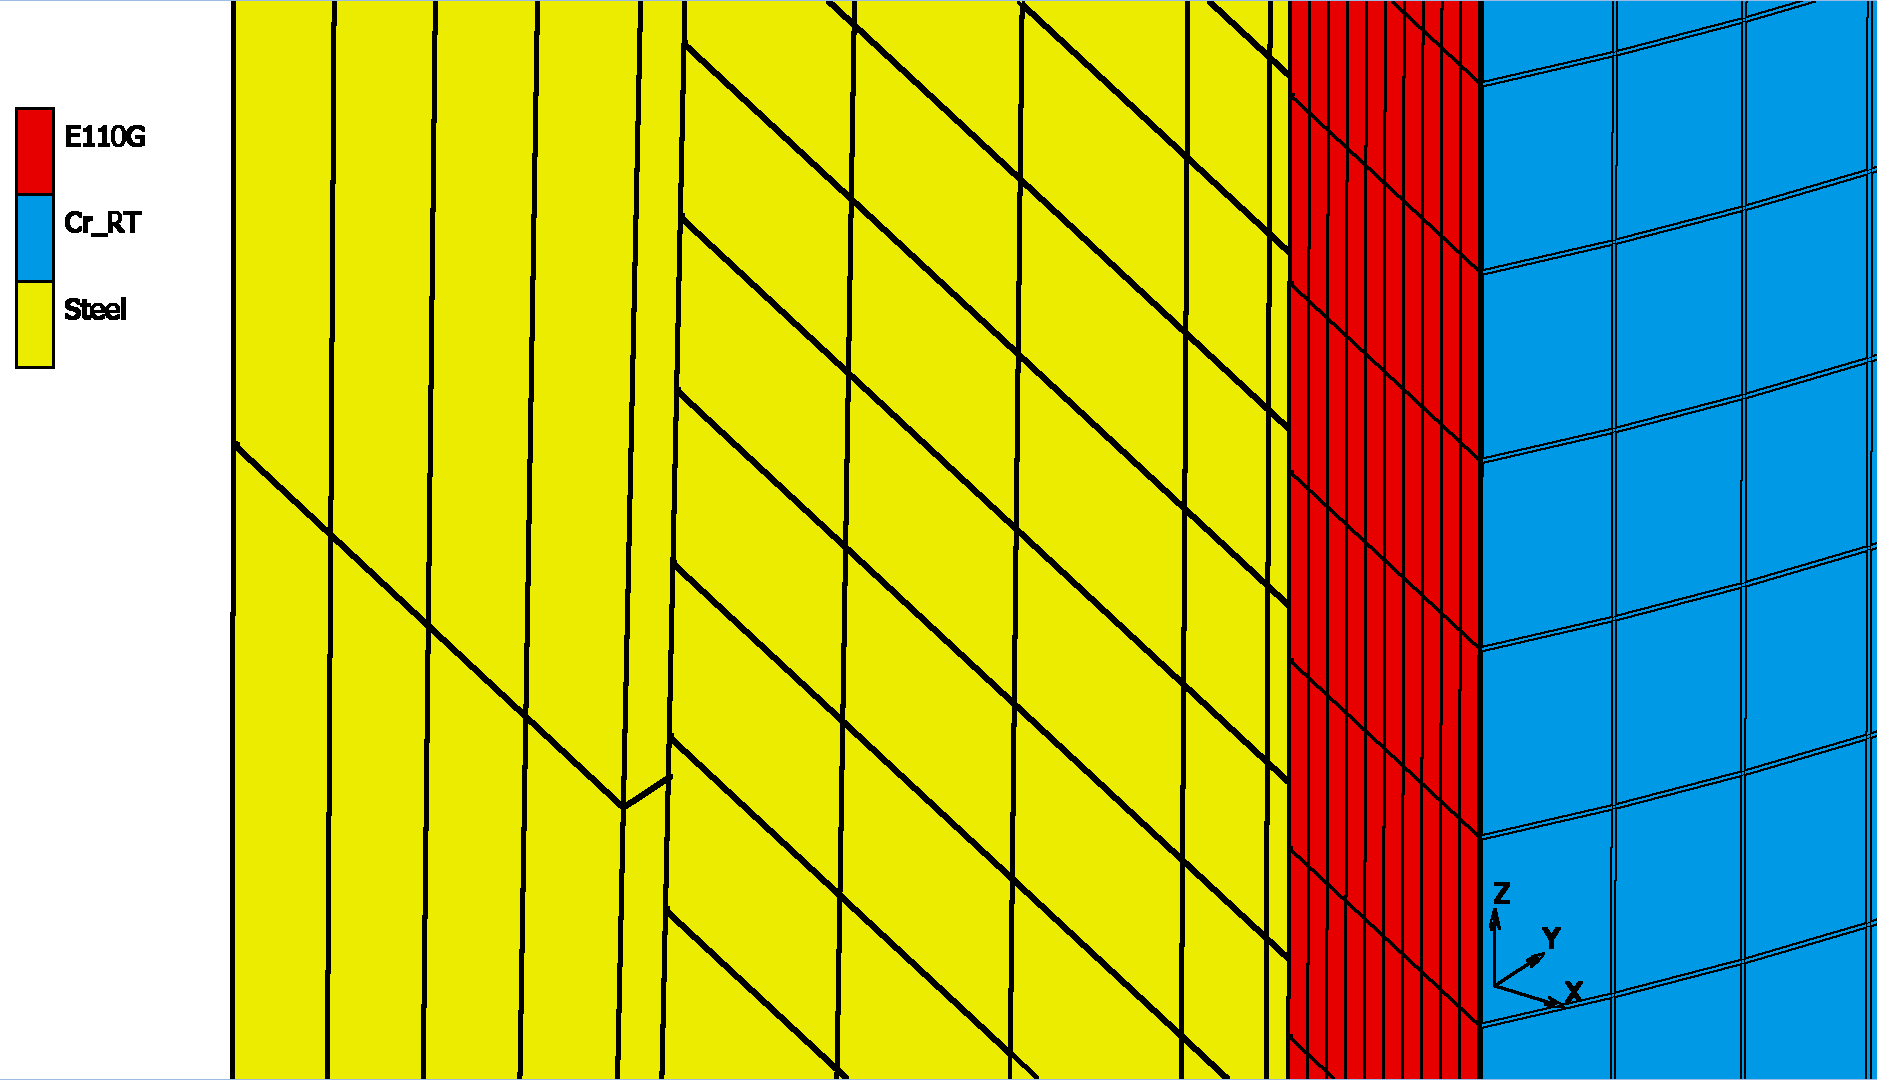 E110G
Cr_RT
Steel
Z
Y
X